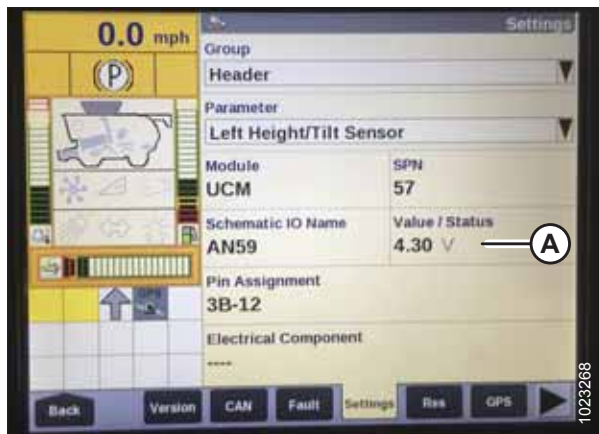 0.0 mph
(P)
Settings
Group
Header
Parameter
Left Height/Tilt Sensor
Module
UCM
SPN
57
Schematic IO Name
AN59
Value / Status
4.30 V
A
Pin Assignment
3B-12
Electrical Component
----
Back
Version
CAN
Fault
Settings
Res
GPS
1023268